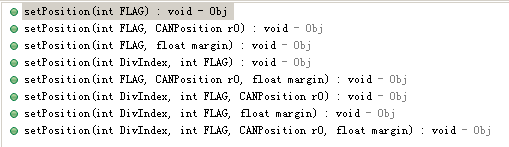 setPosition(int FLAG) : void - Obj
setPosition(int FLAG, CANPosition r0) : void - Obj
setPosition(int FLAG, float margin) : void - Obj
setPosition(int DivIndex, int FLAG) : void - Obj
setPosition(int FLAG, CANPosition r0, float margin) : void - Obj
setPosition(int DivIndex, int FLAG, CANPosition r0) : void - Obj
setPosition(int DivIndex, int FLAG, float margin) : void - Obj
setPosition(int DivIndex, int FLAG, CANPosition r0, float margin) : void - Obj